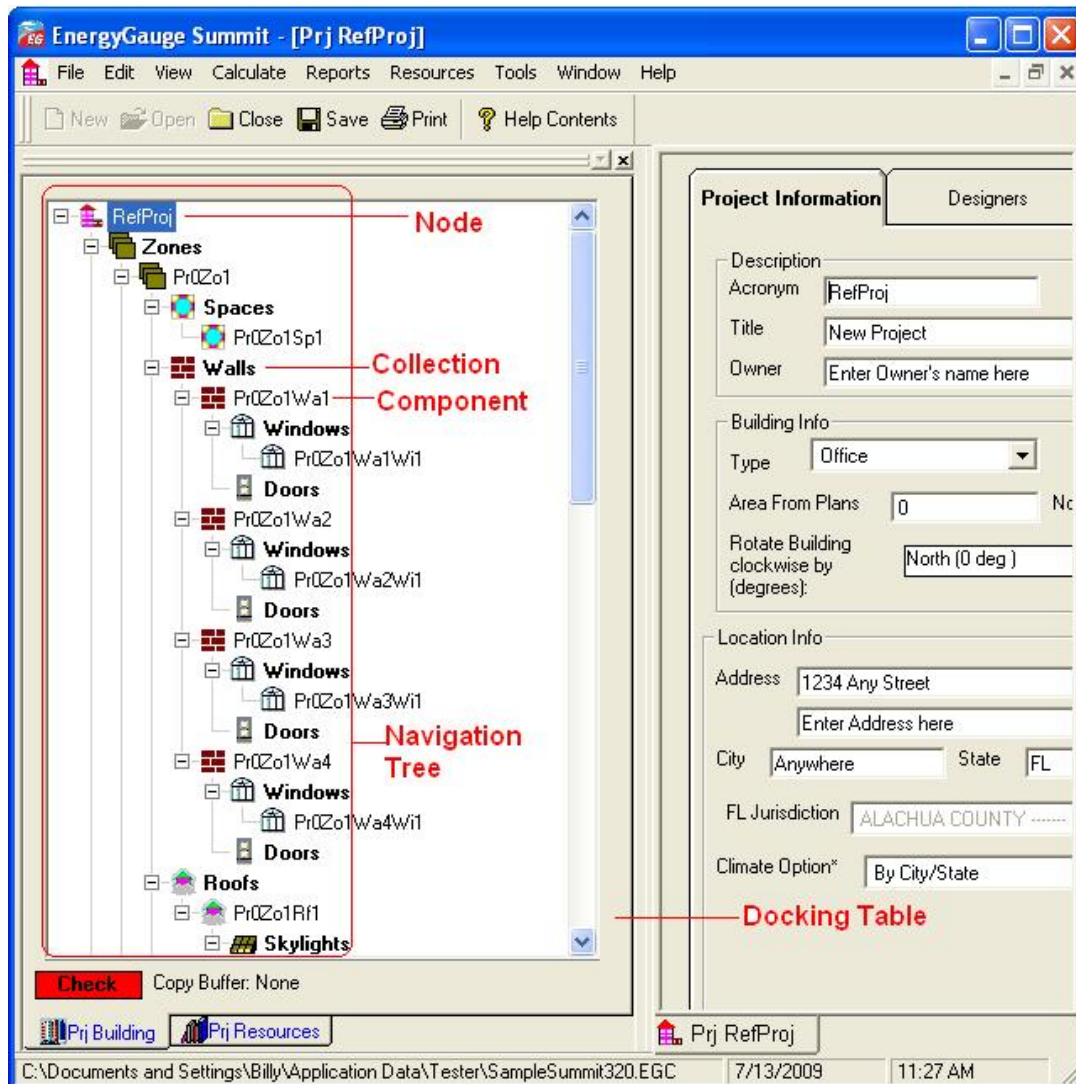 EnergyGauge Summit - [Prj RefProj]
File Edit View Calculate Reports Resources Tools Window Help
New Open Close Save Print Help Contents
RefProj
Node
Zones
Pr0Zo1
Spaces
Pr0Zo1Sp1
Walls
Collection
Pr0Zo1Wa1
Component
Windows
Pr0Zo1Wa1Wi1
Doors
Pr0Zo1Wa2
Windows
Pr0Zo1Wa2Wi1
Doors
Pr0Zo1Wa3
Windows
Pr0Zo1Wa3Wi1
Doors
Navigation
Tree
Pr0Zo1Wa4
Windows
Pr0Zo1Wa4Wi1
Doors
Roofs
Pr0Zo1Rf1
Skylights
Docking Table
Check Copy Buffer: None
Prj Building Prj Resources
Project Information Designers
Description
Acronym RefProj
Title New Project
Owner Enter Owner's name here
Building Info
Type Office
Area From Plans 0 No
Rotate Building
clockwise by
(degrees):
North (0 deg )
Location Info
Address 1234 Any Street
Enter Address here
City Anywhere State FL
FL Jurisdiction ALACHUA COUNTY -------
Climate Option* By City/State
Prj RefProj
C:\Documents and Settings\Billy\Application Data\Tester\SampleSummit320.EGC 7/13/2009 11:27 AM